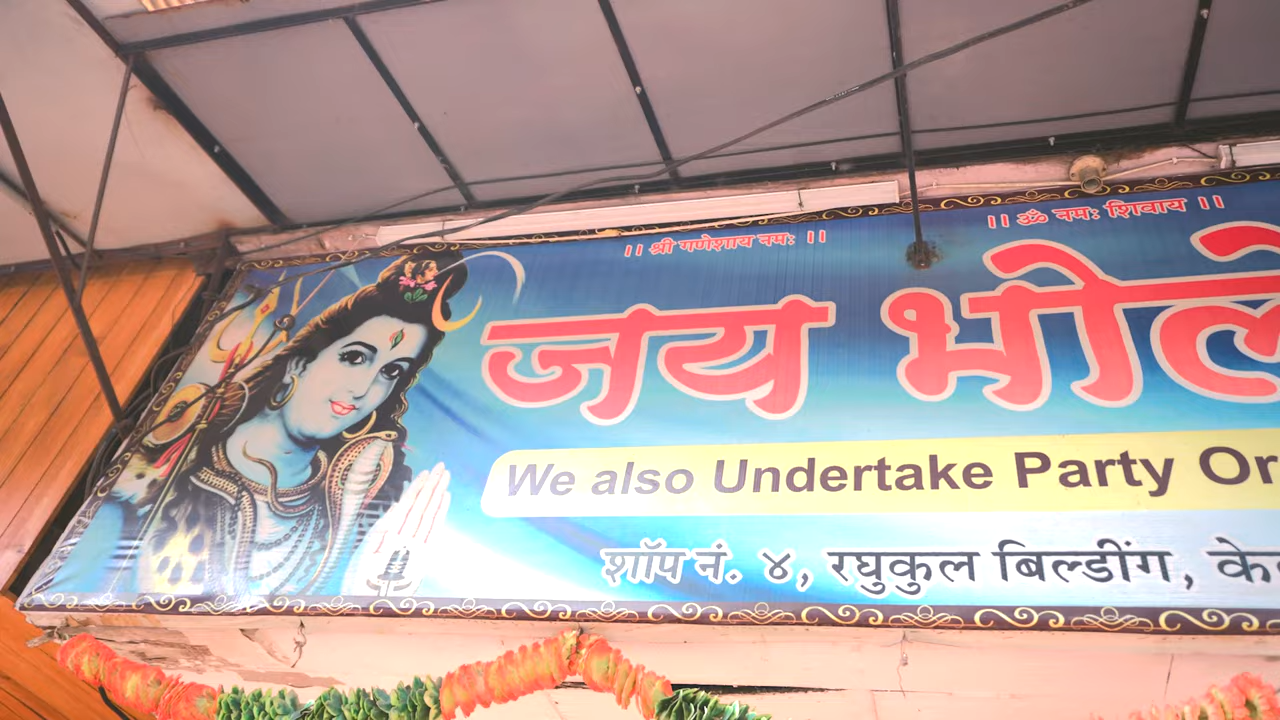 ।। श्री गणेशाय नमः ।। ।। ॐ नमः शिवाय ।।
जय भोले
We also Undertake Party Or
शॉप नं. ४, रघुकुल बिल्डींग, के